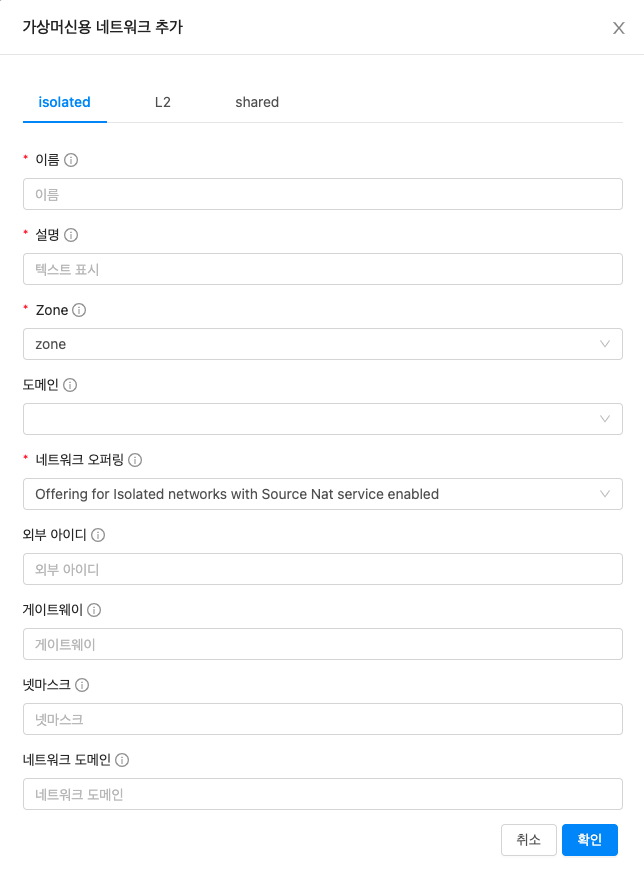 가상머신용 네트워크 추가
isolated L2 shared
* 이름
이름
* 설명
텍스트 표시
* Zone
zone
도메인
* 네트워크 오퍼링
Offering for Isolated networks with Source Nat service enabled
외부 아이디
외부 아이디
게이트웨이
게이트웨이
넷마스크
넷마스크
네트워크 도메인
네트워크 도메인
취소 확인